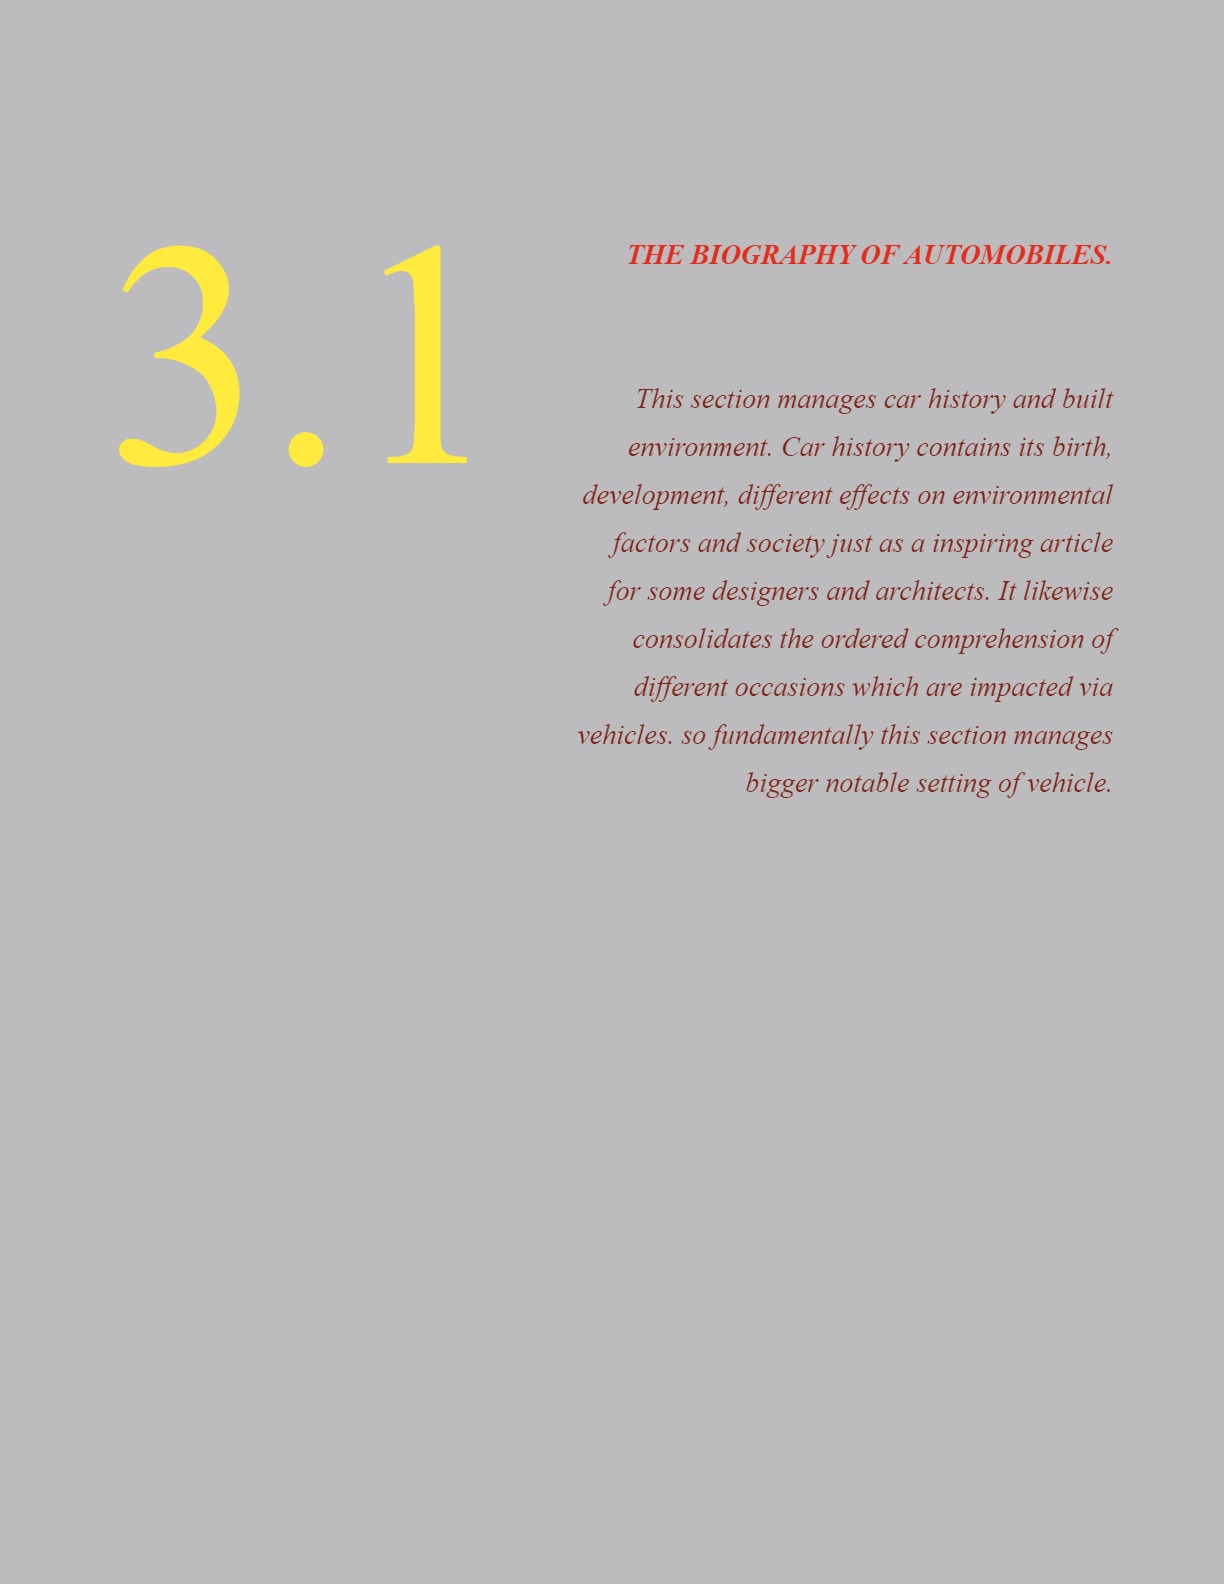 3.1
THE BIOGRAPHY OF AUTOMOBILES.
This section manages car history and built
environment. Car history contains its birth,
development, different effects on environmental
factors and society just as a inspiring article
for some designers and architects. It likewise
consolidates the ordered comprehension of
different occasions which are impacted via
vehicles. so fundamentally this section manages
bigger notable setting of vehicle.